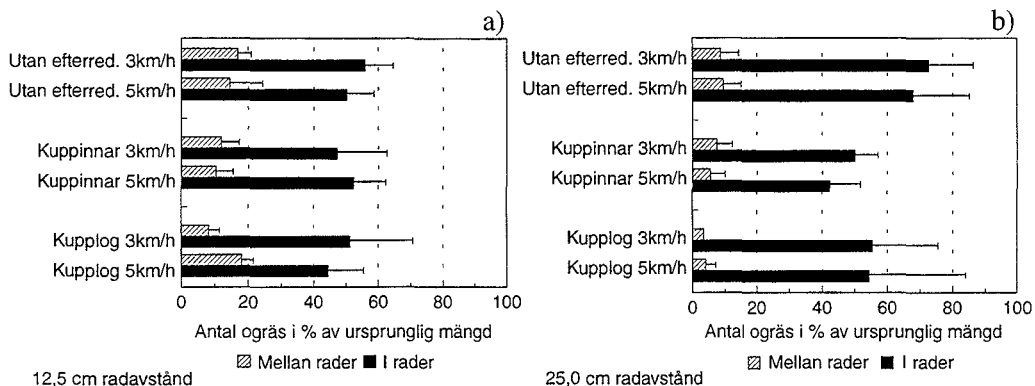 a)
Utan efterred. 3km/h
Utan efterred. 5km/h
Kuppinnar 3km/h
Kuppinnar 5km/h
Kupplog 3km/h
Kupplog 5km/h
0 20 40 60 80 100
Antal ogräs i % av ursprunglig mängd
Mellan rader I rader
12,5 cm radavstånd
b)
Utan efterred. 3km/h
Utan efterred. 5km/h
Kuppinnar 3km/h
Kuppinnar 5km/h
Kupplog 3km/h
Kupplog 5km/h
0 20 40 60 80 100
Antal ogräs i % av ursprunglig mängd
Mellan rader I rader
25,0 cm radavstånd